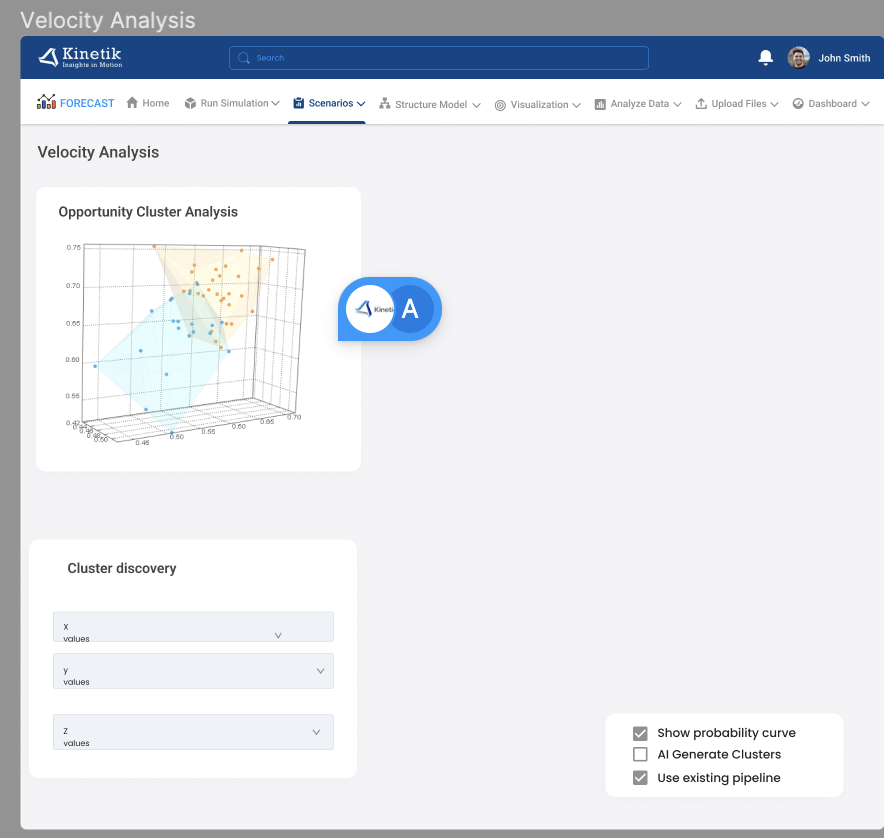 Velocity Analysis
Kinetik
Insights in Motion
Search
John Smith
FORECAST
Home
Run Simulation
Scenarios
Structure Model
Visualization
Analyze Data
Upload Files
Dashboard
Velocity Analysis
Opportunity Cluster Analysis
0.75
0.70
0.65
0.60
0.55
0.42
0.50
0.46
0.50
0.55
0.60
0.65
0.70
Kineti
A
Cluster discovery
x
values
y
values
z
values
Show probability curve
AI Generate Clusters
Use existing pipeline